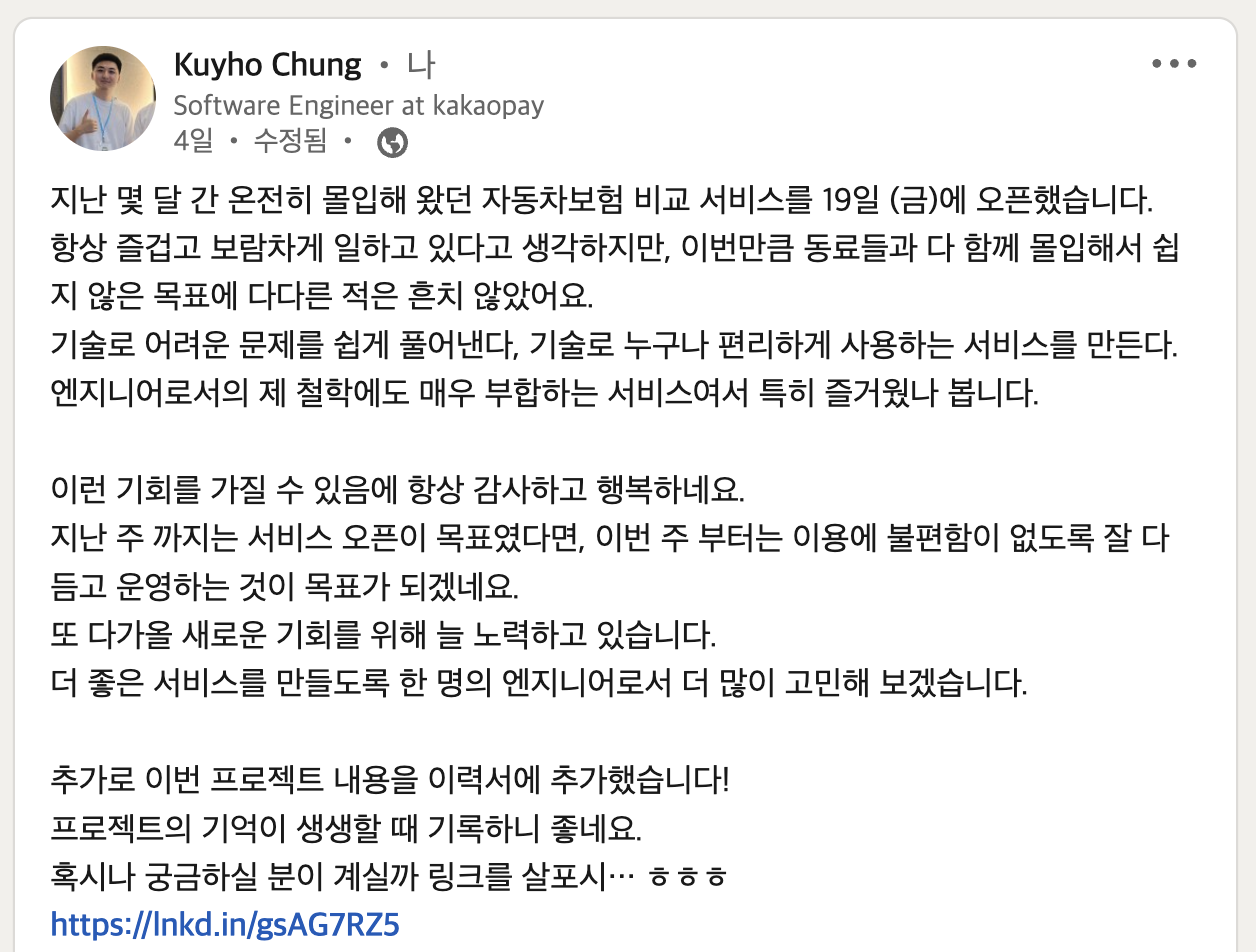 Kuyho Chung • 나
Software Engineer at kakaopay
4일 • 수정됨 •
지난 몇 달 간 온전히 몰입해 왔던 자동차보험 비교 서비스를 19일 (금)에 오픈했습니다.
항상 즐겁고 보람차게 일하고 있다고 생각하지만, 이번만큼 동료들과 다 함께 몰입해서 쉽
지 않은 목표에 다다른 적은 흔치 않았어요.
기술로 어려운 문제를 쉽게 풀어낸다, 기술로 누구나 편리하게 사용하는 서비스를 만든다.
엔지니어로서의 제 철학에도 매우 부합하는 서비스여서 특히 즐거웠나 봅니다.
이런 기회를 가질 수 있음에 항상 감사하고 행복하네요.
지난 주 까지는 서비스 오픈이 목표였다면, 이번 주 부터는 이용에 불편함이 없도록 잘 다
듬고 운영하는 것이 목표가 되겠네요.
또 다가올 새로운 기회를 위해 늘 노력하고 있습니다.
더 좋은 서비스를 만들도록 한 명의 엔지니어로서 더 많이 고민해 보겠습니다.
추가로 이번 프로젝트 내용을 이력서에 추가했습니다!
프로젝트의 기억이 생생할 때 기록하니 좋네요.
혹시나 궁금하실 분이 계실까 링크를 살포시… ㅎㅎㅎ
https://lnkd.in/gsAG7RZ5